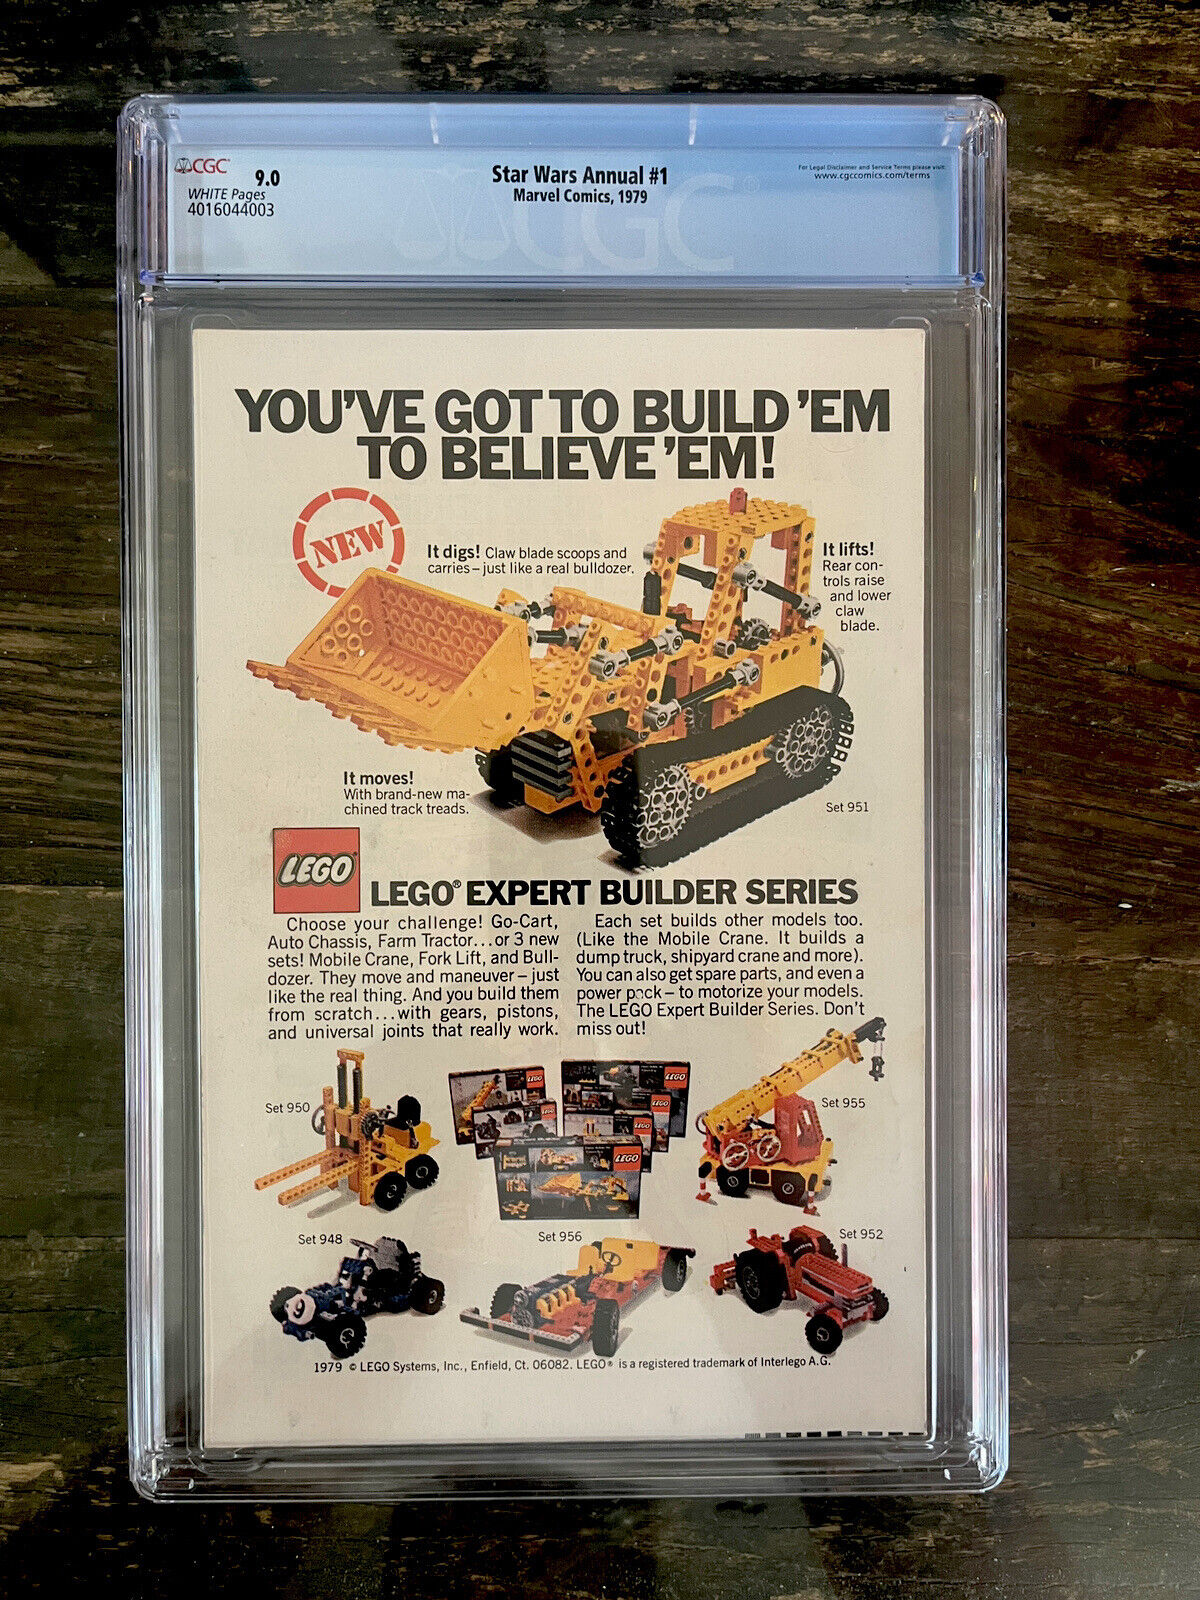 CGC
9.0
WHITE Pages
4016044003
Star Wars Annual #1
Marvel Comics, 1979
For Legal Disclaimer and Service Terms please visit:
www.cgccomics.com/terms
CGC
YOU'VE GOT TO BUILD 'EM
TO BELIEVE 'EM!
NEW
It digs! Claw blade scoops and
carries – just like a real bulldozer.
It lifts!
Rear con-
trols raise
and lower
claw
blade.
It moves!
With brand-new ma-
chined track treads.
Set 951
LEGO
LEGO® EXPERT BUILDER SERIES
Choose your challenge! Go-Cart,
Auto Chassis, Farm Tractor...or 3 new
sets! Mobile Crane, Fork Lift, and Bull-
dozer. They move and maneuver – just
like the real thing. And you build them
from scratch...with gears, pistons,
and universal joints that really work.
Each set builds other models too.
(Like the Mobile Crane. It builds a
dump truck, shipyard crane and more).
You can also get spare parts, and even a
power pack – to motorize your models.
The LEGO Expert Builder Series. Don't
miss out!
Set 950
LEGO
LEGO
LEGO
LEGO
LEGO
LEGO
Set 955
Set 948
Set 956
Set 952
9
1979 © LEGO Systems, Inc., Enfield, Ct. 06082. LEGO® is a registered trademark of Interlego A.G.